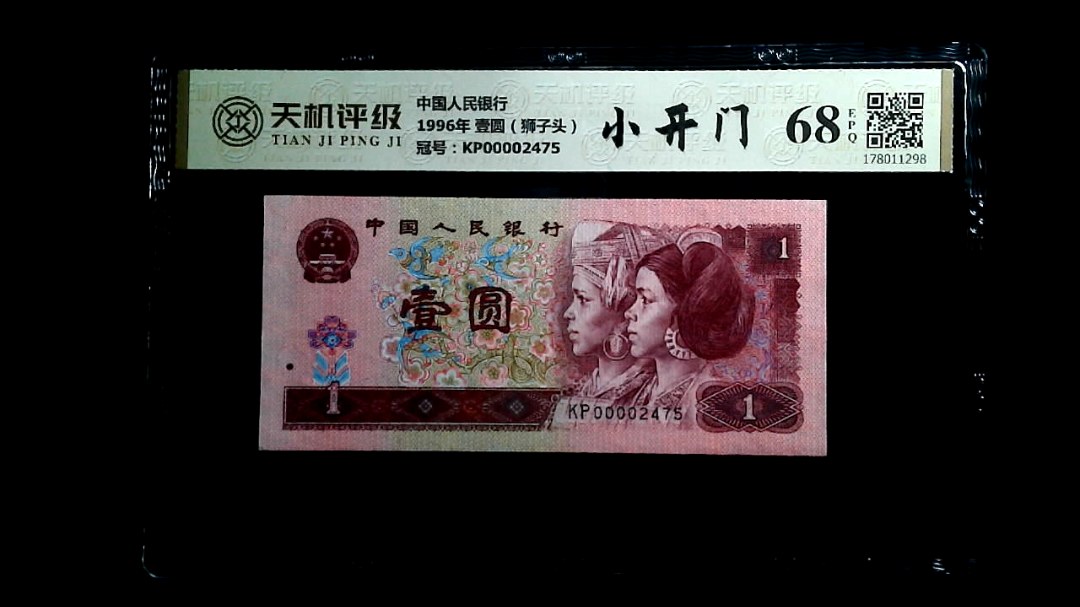 天机评级
TIAN JI PING JI
中国人民银行
1996年 壹圆（狮子头）
冠号：KP00002475
小开门
68
EPQ
178011298
中国人民银行
1
壹圆
1
KP00002475
1